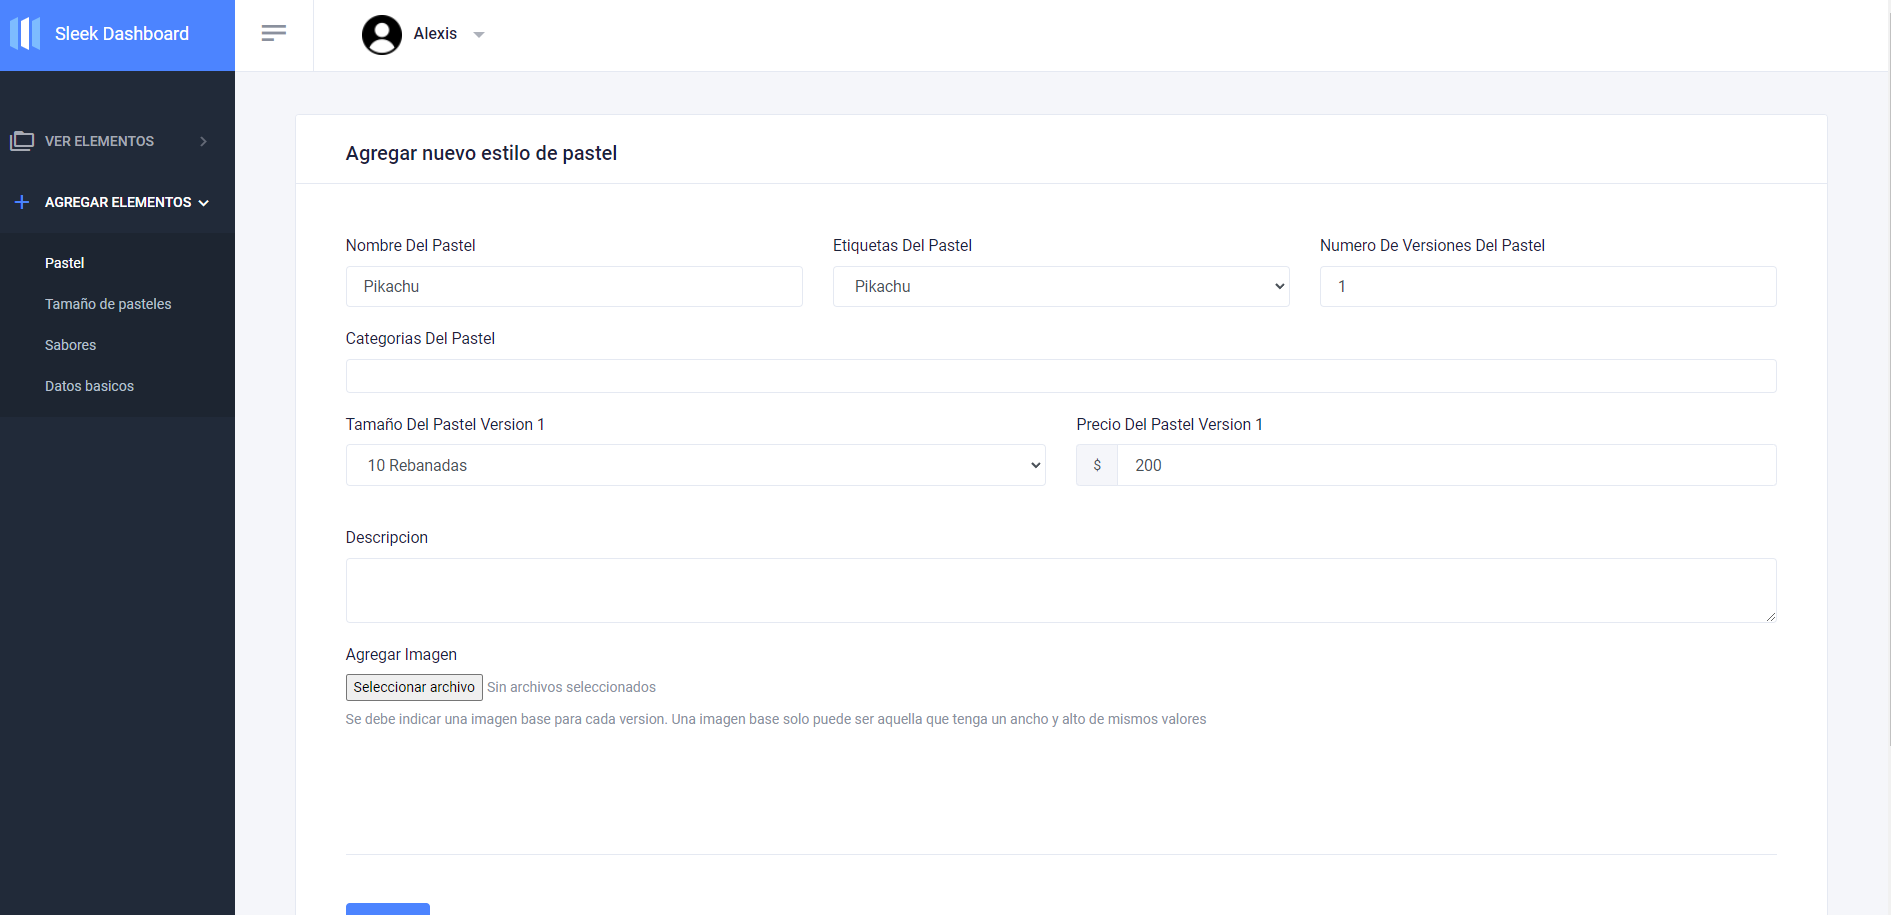 Sleek Dashboard
Alexis
VER ELEMENTOS
AGREGAR ELEMENTOS
Pastel
Tamaño de pasteles
Sabores
Datos basicos
Agregar nuevo estilo de pastel
Nombre Del Pastel
Etiquetas Del Pastel
Numero De Versiones Del Pastel
Pikachu
Pikachu
1
Categorias Del Pastel
Tamaño Del Pastel Version 1
Precio Del Pastel Version 1
10 Rebanadas
$ 200
Descripcion
Agregar Imagen
Seleccionar archivo Sin archivos seleccionados
Se debe indicar una imagen base para cada version. Una imagen base solo puede ser aquella que tenga un ancho y alto de mismos valores